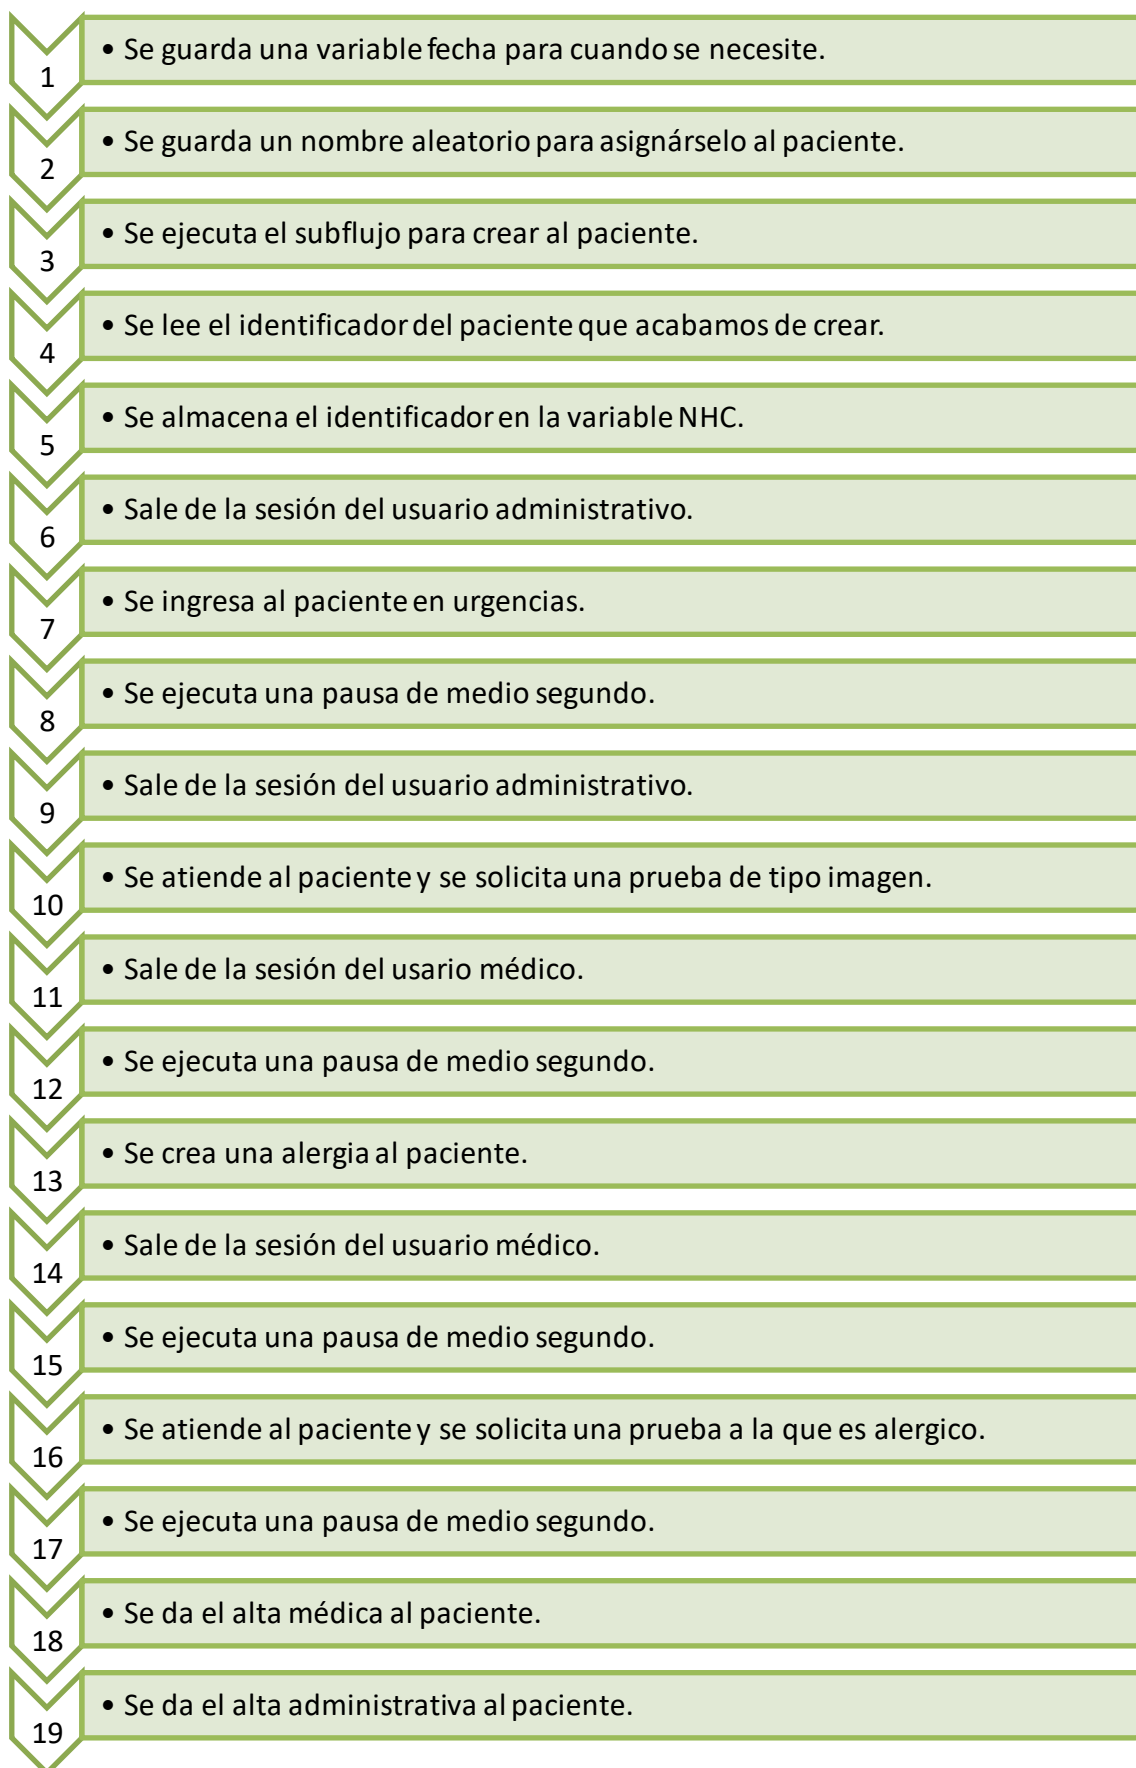 1
• Se guarda una variable fecha para cuando se necesite.
2
• Se guarda un nombre aleatorio para asignárselo al paciente.
3
• Se ejecuta el subflujo para crear al paciente.
4
• Se lee el identificador del paciente que acabamos de crear.
5
• Se almacena el identificador en la variable NHC.
6
• Sale de la sesión del usuario administrativo.
7
• Se ingresa al paciente en urgencias.
8
• Se ejecuta una pausa de medio segundo.
9
• Sale de la sesión del usuario administrativo.
10
• Se atiende al paciente y se solicita una prueba de tipo imagen.
11
• Sale de la sesión del usario médico.
12
• Se ejecuta una pausa de medio segundo.
13
• Se crea una alergia al paciente.
14
• Sale de la sesión del usuario médico.
15
• Se ejecuta una pausa de medio segundo.
16
• Se atiende al paciente y se solicita una prueba a la que es alergico.
17
• Se ejecuta una pausa de medio segundo.
18
• Se da el alta médica al paciente.
19
• Se da el alta administrativa al paciente.